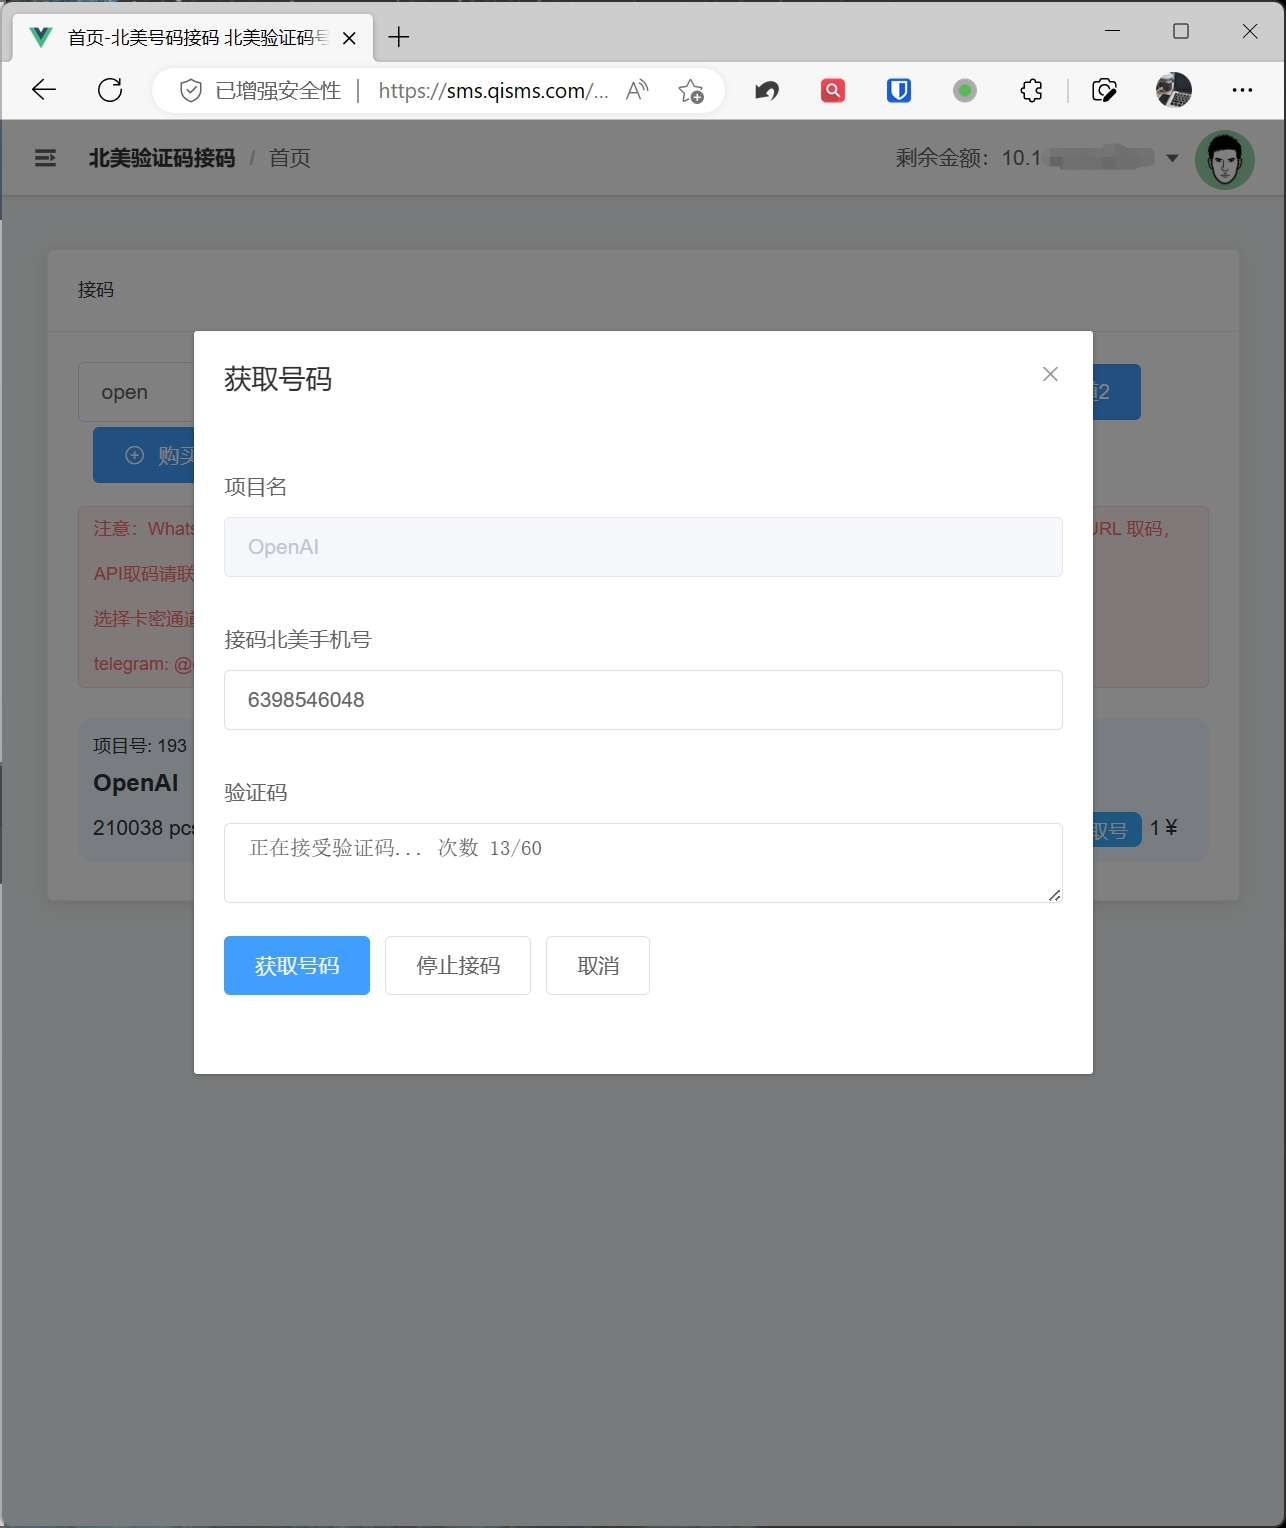 首页-北美号码接码 北美验证码号
已增强安全性
https://sms.qisms.com/...
北美验证码接码 / 首页
剩余金额：10.1
接码
open
道2
购买
注意：Whats
URL 取码，
API取码请联
选择卡密通道
telegram: @
项目号: 193
OpenAI
210038 pcs
取号
1 ¥
获取号码
项目名
OpenAI
接码北美手机号
6398546048
验证码
正在接受验证码... 次数 13/60
获取号码
停止接码
取消